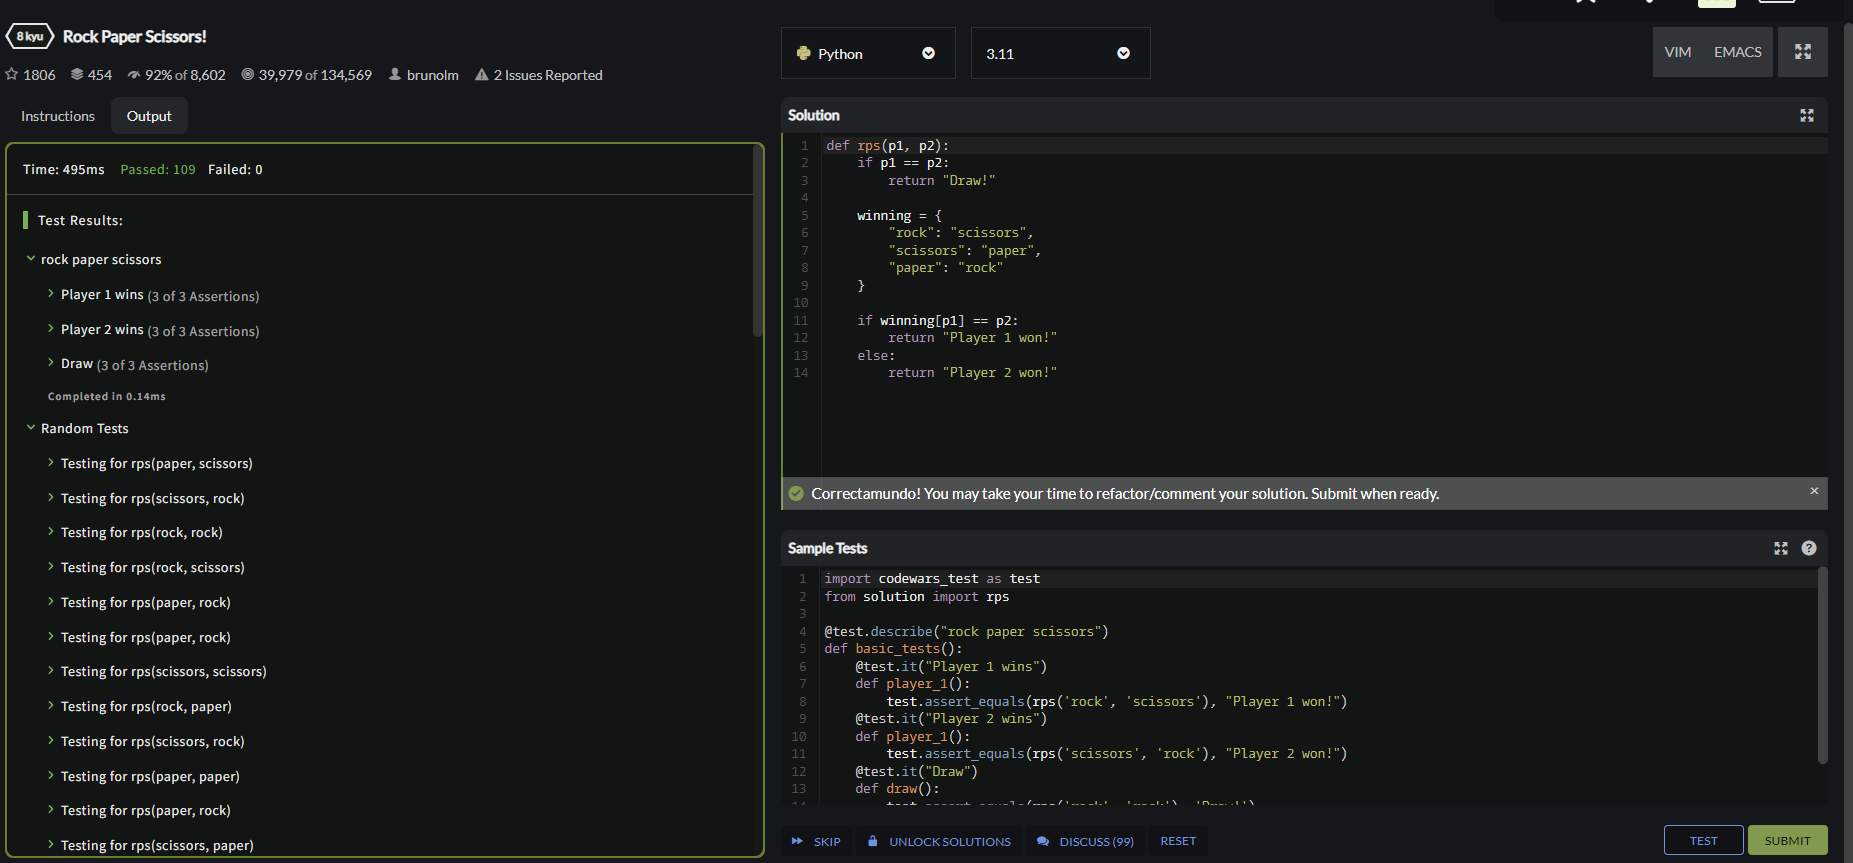 8 kyu Rock Paper Scissors!
1806 454 92% of 8,602 39,979 of 134,569 brunolm 2 Issues Reported
Instructions Output
Time: 495ms Passed: 109 Failed: 0
Test Results:
rock paper scissors
Player 1 wins (3 of 3 Assertions)
Player 2 wins (3 of 3 Assertions)
Draw (3 of 3 Assertions)
Completed in 0.14ms
Random Tests
Testing for rps(paper, scissors)
Testing for rps(scissors, rock)
Testing for rps(rock, rock)
Testing for rps(rock, scissors)
Testing for rps(paper, rock)
Testing for rps(paper, rock)
Testing for rps(scissors, scissors)
Testing for rps(rock, paper)
Testing for rps(scissors, rock)
Testing for rps(paper, paper)
Testing for rps(paper, rock)
Testing for rps(scissors, paper)
Python 3.11 VIM EMACS
Solution
1 def rps(p1, p2):
2     if p1 == p2:
3         return "Draw!"
4
5     winning = {
6         "rock": "scissors",
7         "scissors": "paper",
8         "paper": "rock"
9     }
10
11     if winning[p1] == p2:
12         return "Player 1 won!"
13     else:
14         return "Player 2 won!"
Correctamundo! You may take your time to refactor/comment your solution. Submit when ready. ×
Sample Tests ?
1 import codewars_test as test
2 from solution import rps
3
4 @test.describe("rock paper scissors")
5 def basic_tests():
6     @test.it("Player 1 wins")
7     def player_1():
8         test.assert_equals(rps('rock', 'scissors'), "Player 1 won!")
9     @test.it("Player 2 wins")
10     def player_1():
11         test.assert_equals(rps('scissors', 'rock'), "Player 2 won!")
12     @test.it("Draw")
13     def draw():
14         test.assert_equals(rps('rock', 'rock'), 'Draw!')
SKIP UNLOCK SOLUTIONS DISCUSS (99) RESET TEST SUBMIT